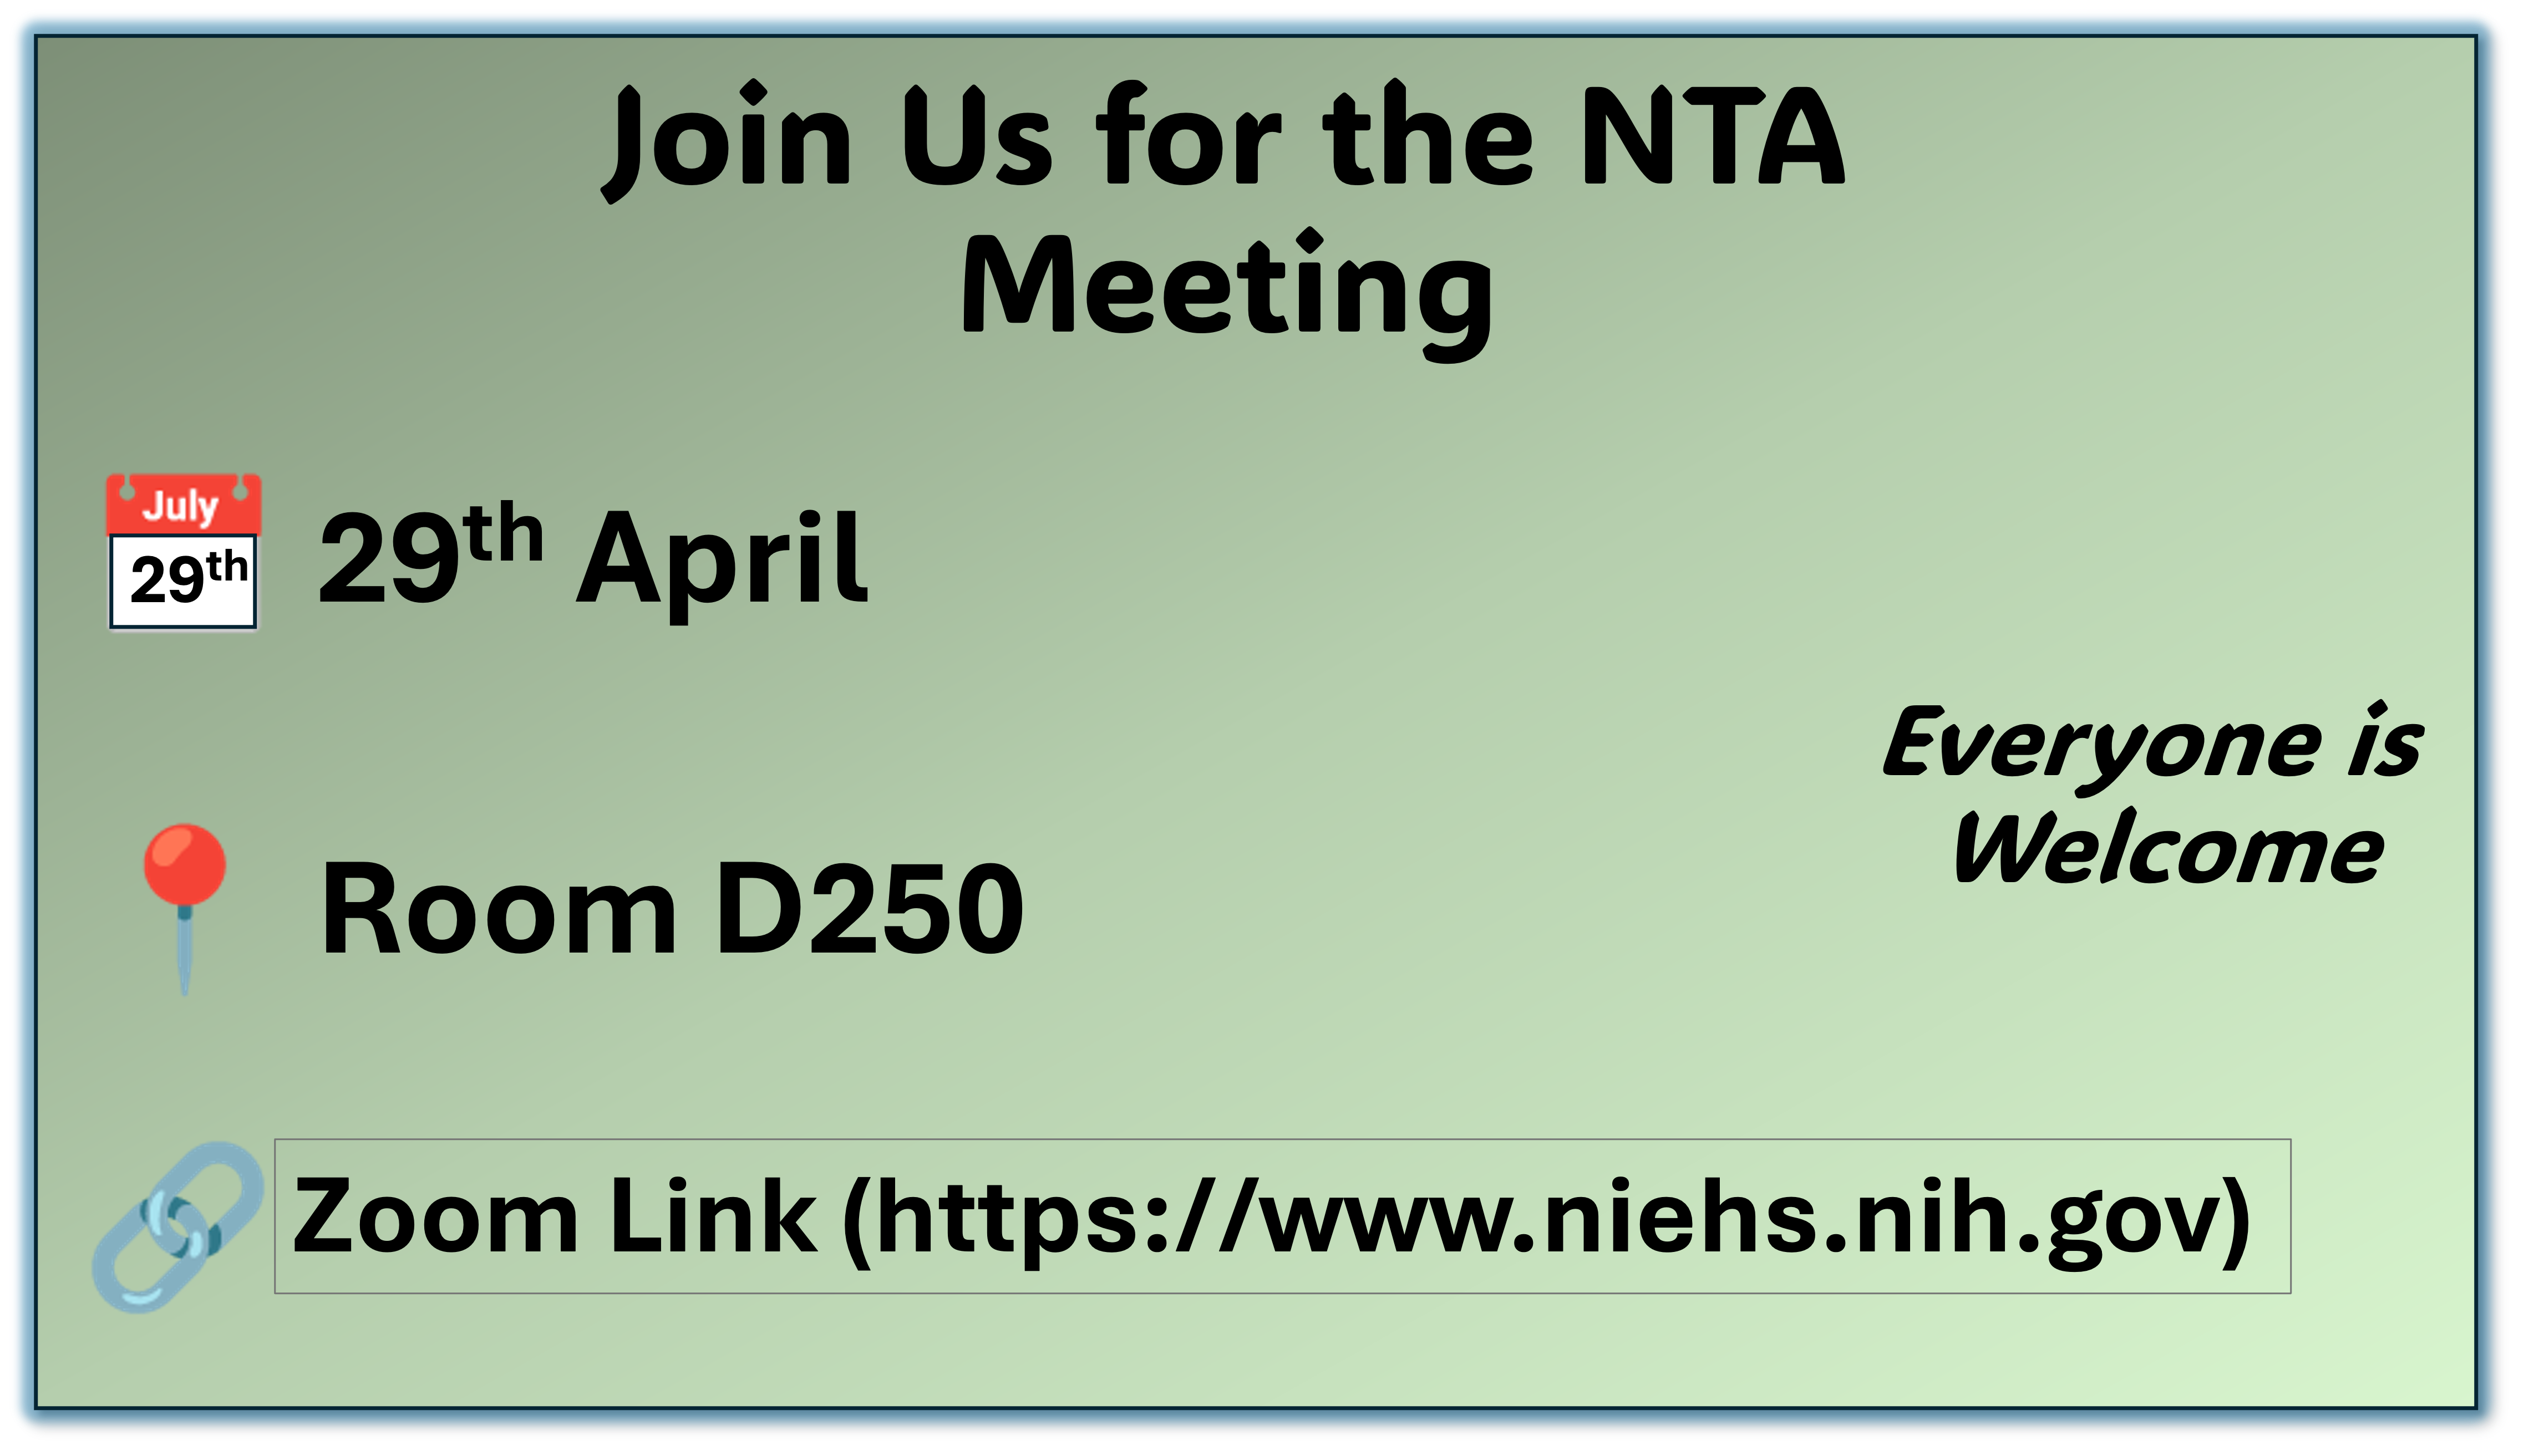 Join Us for the NTA
Meeting
July
29th
29th April
Everyone is
Welcome
Room D250
Zoom Link (https://www.niehs.nih.gov)